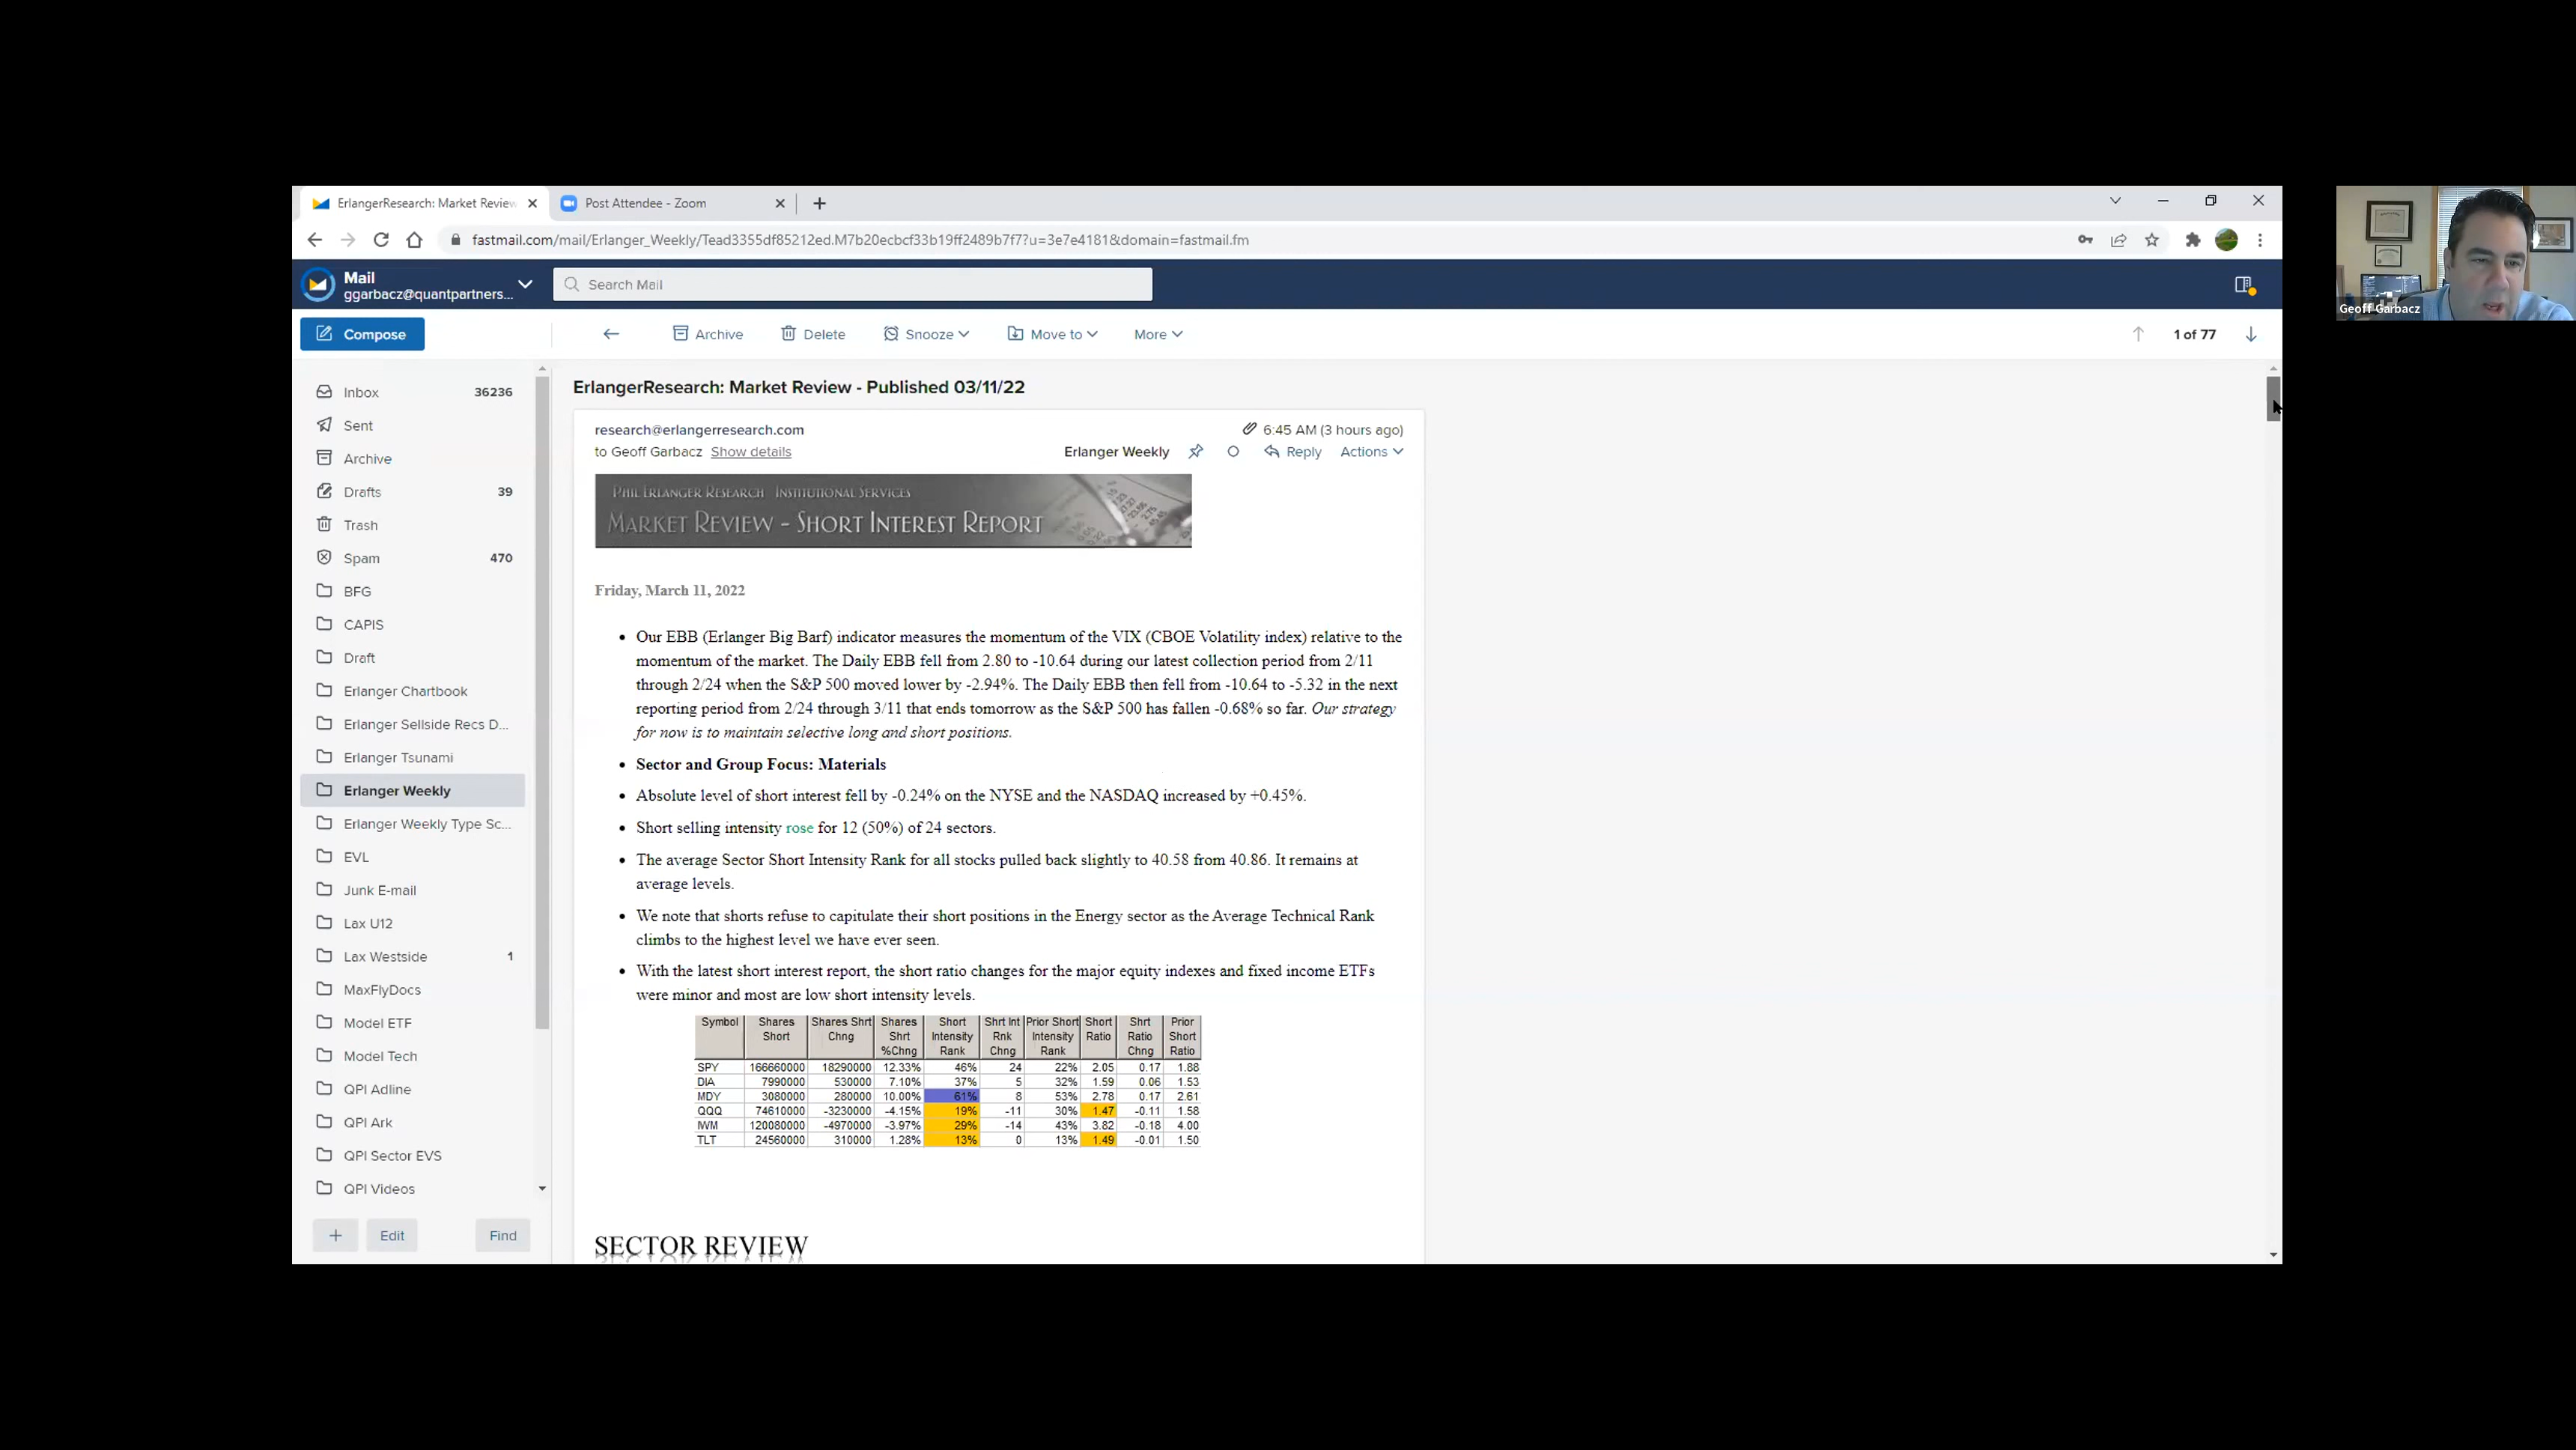 ErlangerResearch: Market Review
Post Attendee - Zoom
fastmail.com/mail/Erlanger_Weekly/Tead3355df85212ed.M7b20ecbcf33b19ff2489b7f7?u=3e7e4181&domain=fastmail.fm
Mail
ggarbacz@quantpartners...
Search Mail
Geoff Garbacz
Compose
Archive Delete Snooze Move to More 1 of 77
Inbox 36236
Sent
Archive
Drafts 39
Trash
Spam 470
BFG
CAPIS
Draft
Erlanger Chartbook
Erlanger Sellside Recs D...
Erlanger Tsunami
Erlanger Weekly
Erlanger Weekly Type Sc...
EVL
Junk E-mail
Lax U12
Lax Westside 1
MaxFlyDocs
Model ETF
Model Tech
QPI Adline
QPI Ark
QPI Sector EVS
QPI Videos
+ Edit Find
ErlangerResearch: Market Review - Published 03/11/22
research@erlangerresearch.com 6:45 AM (3 hours ago)
to Geoff Garbacz Show details Erlanger Weekly Reply Actions
PHIL ERLANGER RESEARCH INSTITUTIONAL SERVICES
MARKET REVIEW - SHORT INTEREST REPORT
Friday, March 11, 2022
• Our EBB (Erlanger Big Barf) indicator measures the momentum of the VIX (CBOE Volatility index) relative to the
momentum of the market. The Daily EBB fell from 2.80 to -10.64 during our latest collection period from 2/11
through 2/24 when the S&P 500 moved lower by -2.94%. The Daily EBB then fell from -10.64 to -5.32 in the next
reporting period from 2/24 through 3/11 that ends tomorrow as the S&P 500 has fallen -0.68% so far. Our strategy
for now is to maintain selective long and short positions.
• Sector and Group Focus: Materials
• Absolute level of short interest fell by -0.24% on the NYSE and the NASDAQ increased by +0.45%.
• Short selling intensity rose for 12 (50%) of 24 sectors.
• The average Sector Short Intensity Rank for all stocks pulled back slightly to 40.58 from 40.86. It remains at
average levels.
• We note that shorts refuse to capitulate their short positions in the Energy sector as the Average Technical Rank
climbs to the highest level we have ever seen.
• With the latest short interest report, the short ratio changes for the major equity indexes and fixed income ETFs
were minor and most are low short intensity levels.
Symbol Shares Shares Shrt Shares Short Shrt Int Prior Short Short Shrt Prior
Short Chng Shrt Intensity Rnk Intensity Ratio Ratio Short
%Chng Rank Chng Rank Chng Ratio
SPY 166660000 18290000 12.33% 46% 24 22% 2.05 0.17 1.88
DIA 7990000 530000 7.10% 37% 5 32% 1.59 0.06 1.53
MDY 3080000 280000 10.00% 61% 8 53% 2.78 0.17 2.61
QQQ 74610000 -3230000 -4.15% 19% -11 30% 1.47 -0.11 1.58
IWM 120080000 -4970000 -3.97% 29% -14 43% 3.82 -0.18 4.00
TLT 24560000 310000 1.28% 13% 0 13% 1.49 -0.01 1.50
SECTOR REVIEW